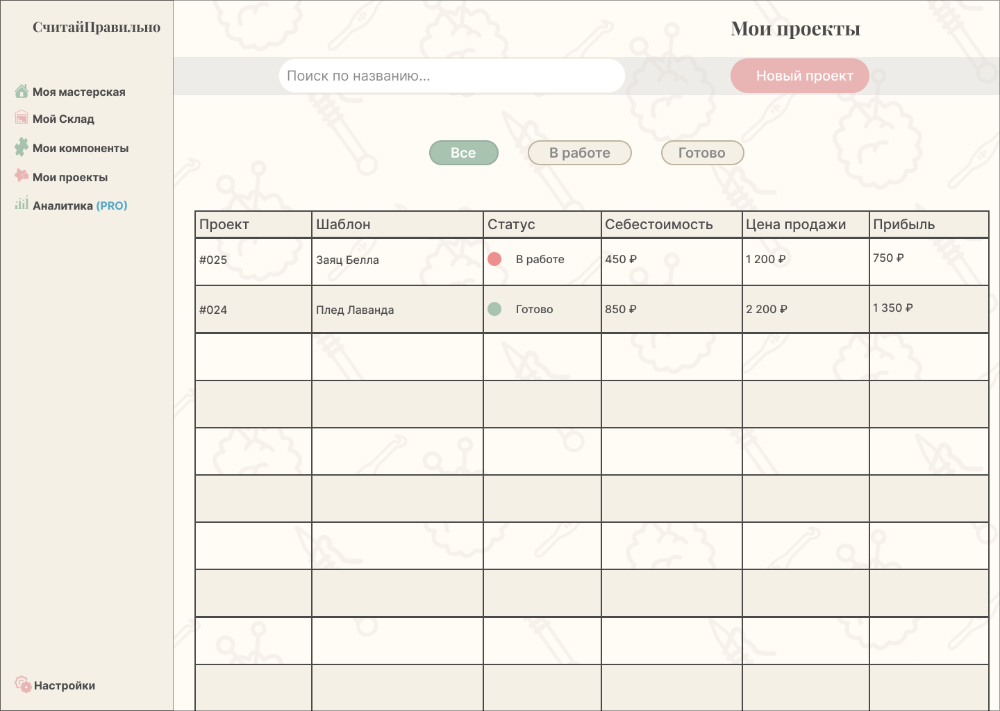 СчитайПравильно
Моя мастерская
Мой Склад
Мои компоненты
Мои проекты
Аналитика (PRO)
Настройки
Мои проекты
Поиск по названию...
Новый проект
Все
В работе
Готово
Проект Шаблон Статус Себестоимость Цена продажи Прибыль
#025 Заяц Белла В работе 450 ₽ 1 200 ₽ 750 ₽
#024 Плед Лаванда Готово 850 ₽ 2 200 ₽ 1 350 ₽